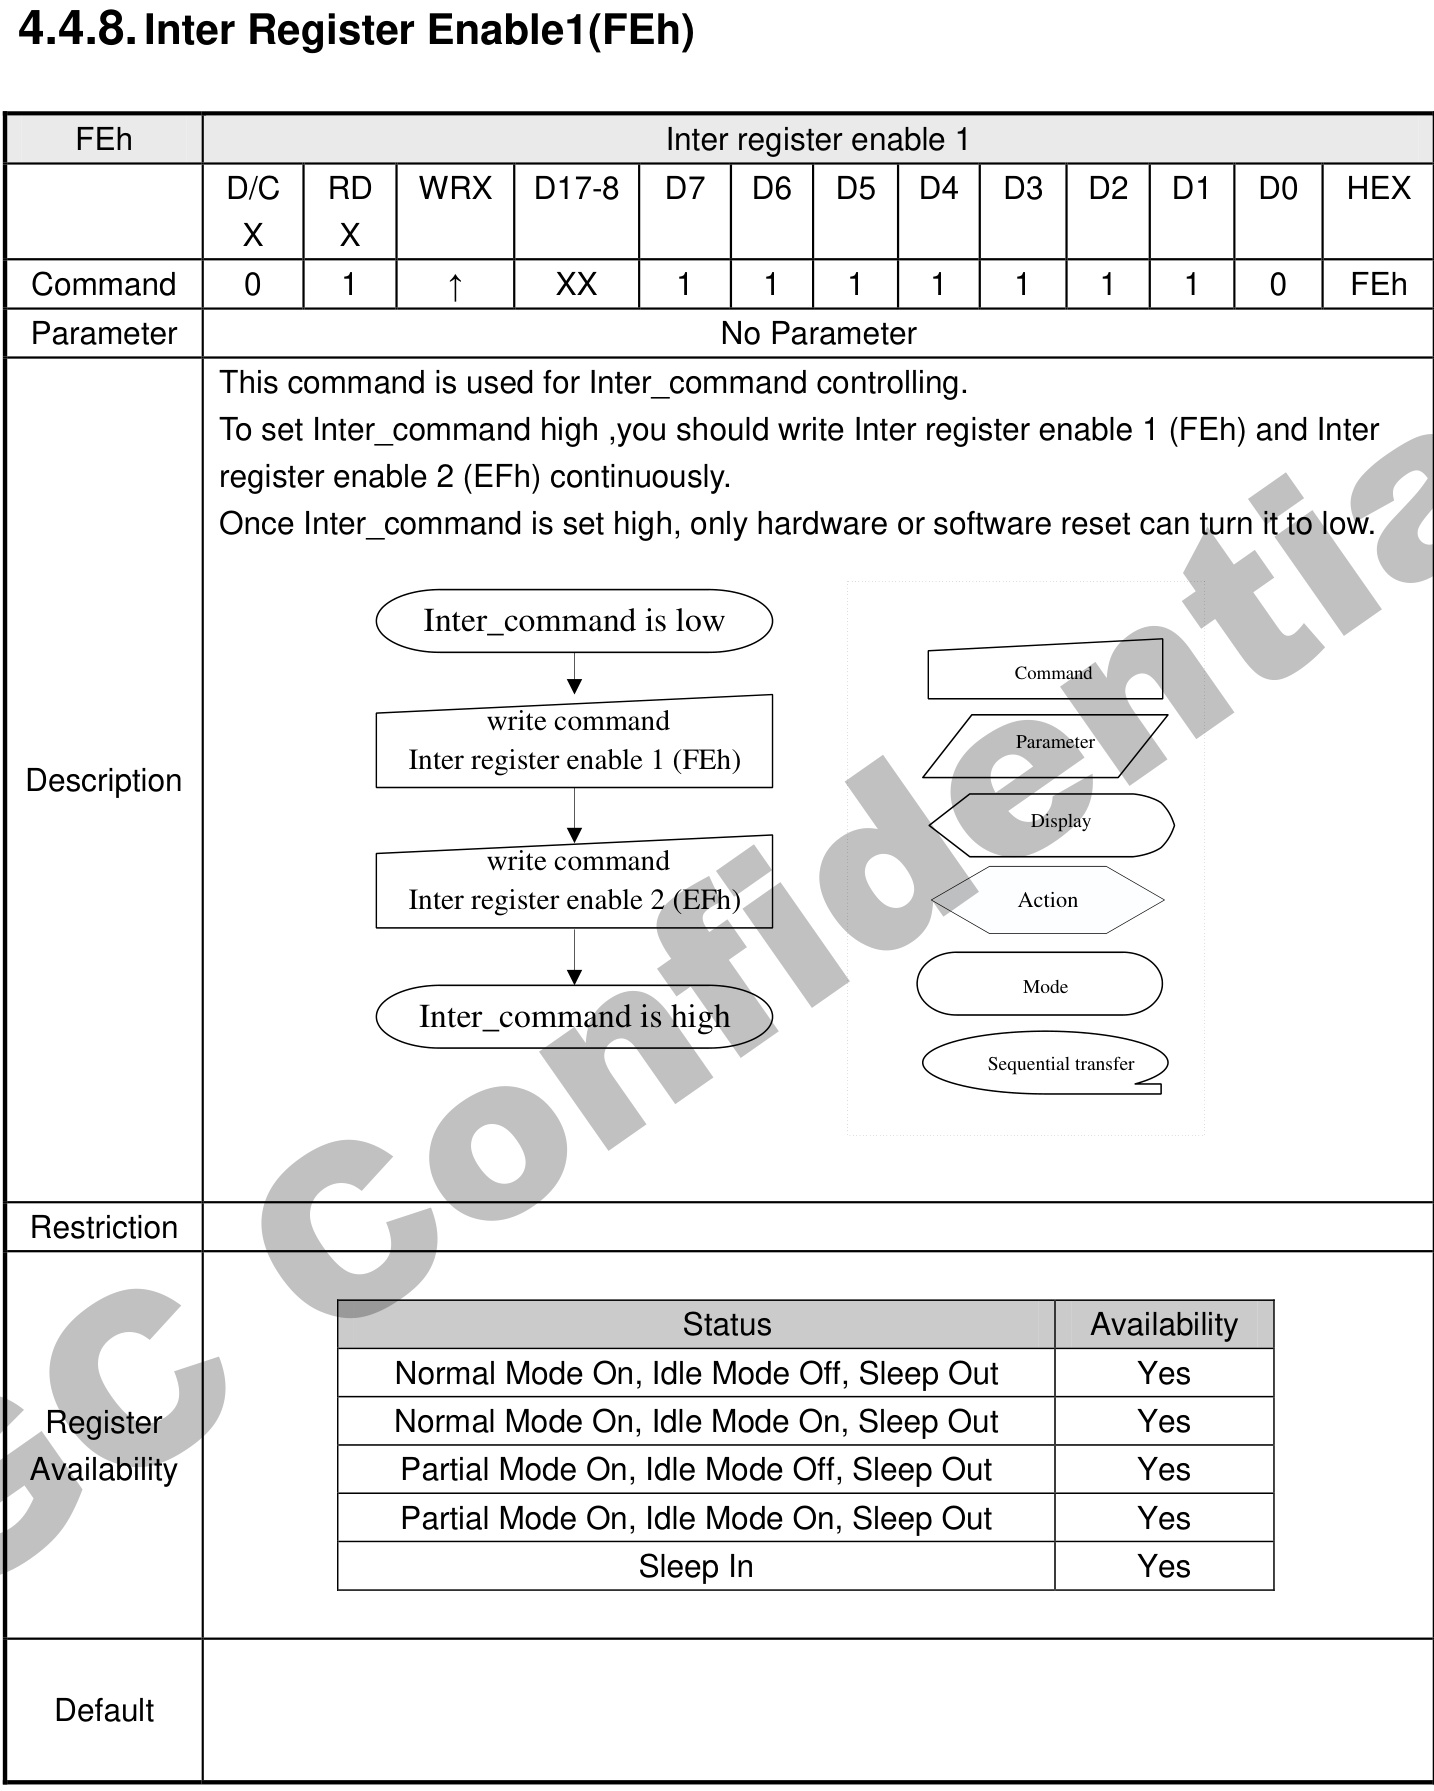 4.4.8. Inter Register Enable1(FEh)
FEh Inter register enable 1
D/C RD WRX D17-8 D7 D6 D5 D4 D3 D2 D1 D0 HEX
X X
Command 0 1 ↑ XX 1 1 1 1 1 1 1 0 FEh
Parameter No Parameter
This command is used for Inter_command controlling.
To set Inter_command high ,you should write Inter register enable 1 (FEh) and Inter
register enable 2 (EFh) continuously.
Once Inter_command is set high, only hardware or software reset can turn it to low.
Description
Inter_command is low
write command
Inter register enable 1 (FEh)
write command
Inter register enable 2 (EFh)
Inter_command is high
Command
Parameter
Display
Action
Mode
Sequential transfer
Restriction
Register
Availability
Status Availability
Normal Mode On, Idle Mode Off, Sleep Out Yes
Normal Mode On, Idle Mode On, Sleep Out Yes
Partial Mode On, Idle Mode Off, Sleep Out Yes
Partial Mode On, Idle Mode On, Sleep Out Yes
Sleep In Yes
Default
GC Confidentia